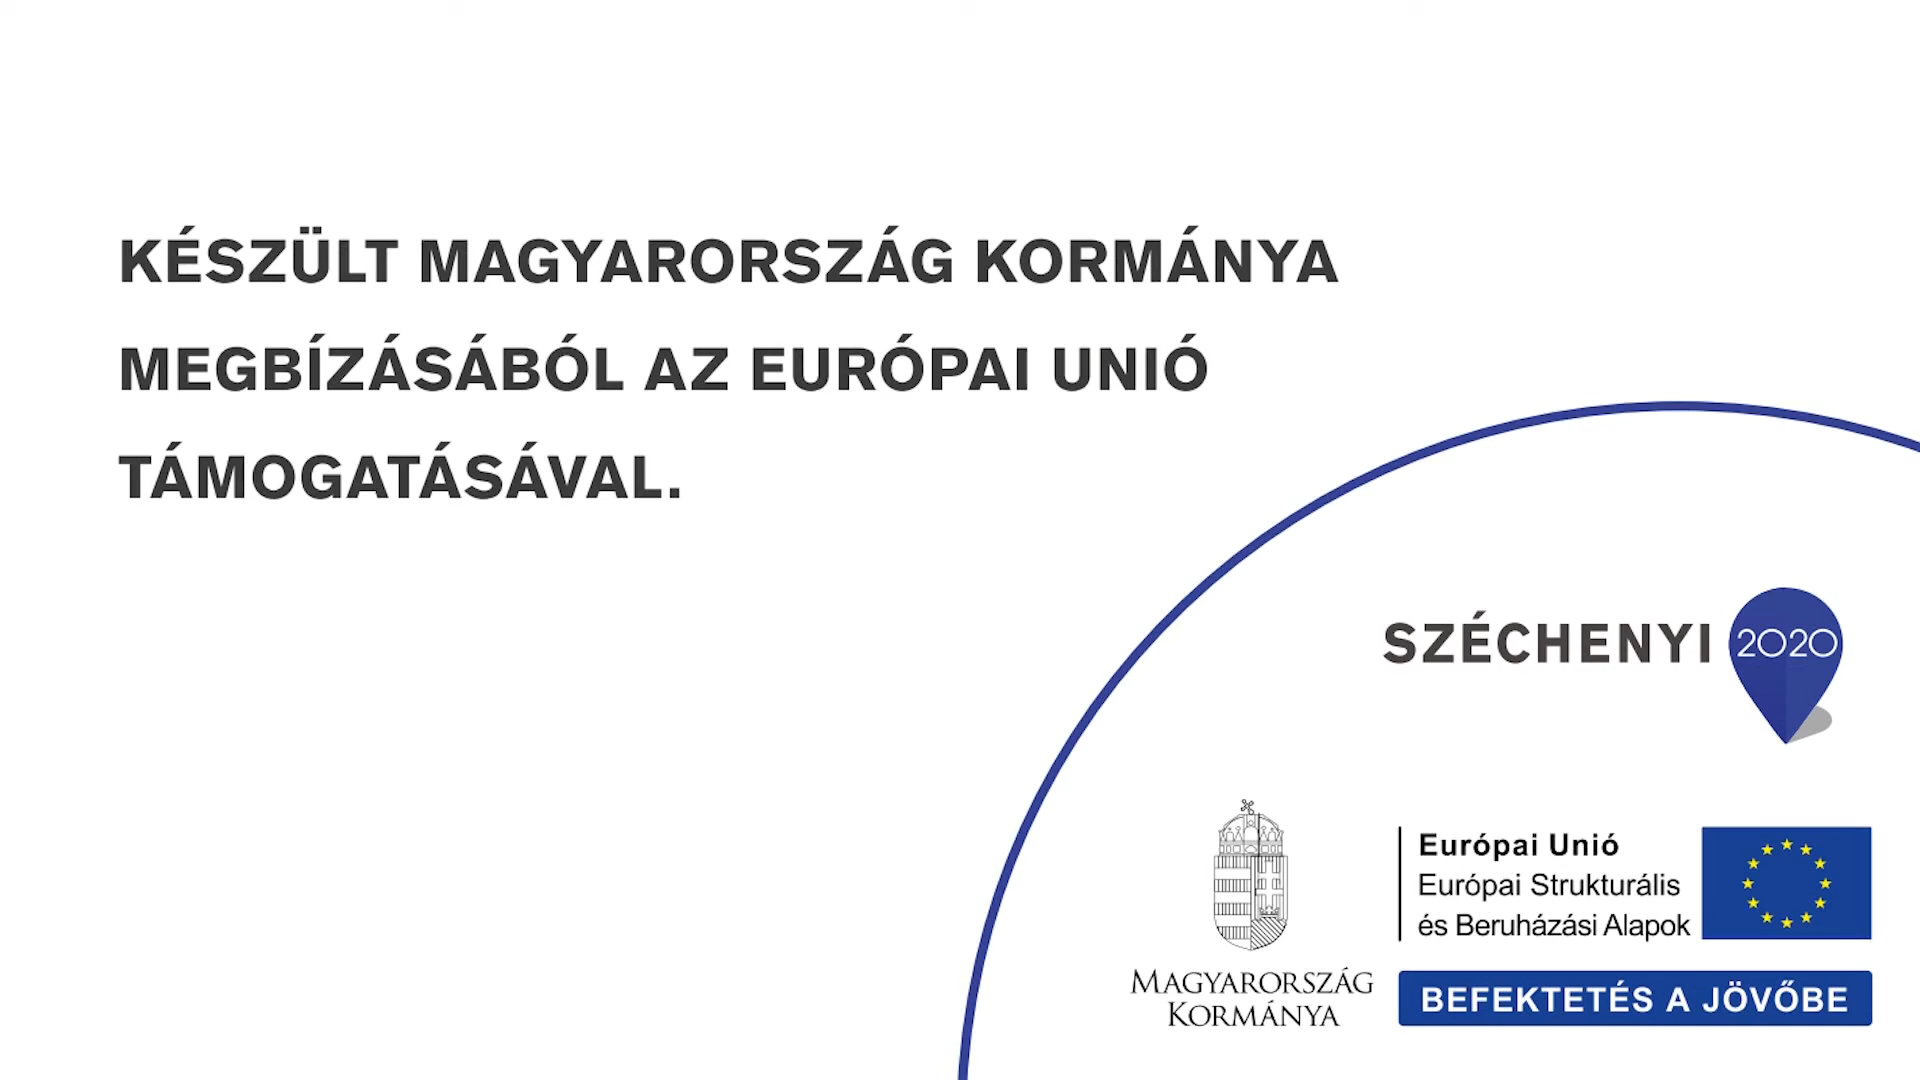 KÉSZÜLT MAGYARORSZÁG KORMÁNYA
MEGBÍZÁSÁBÓL AZ EURÓPAI UNIÓ
TÁMOGATÁSÁVAL.
SZÉCHENYI 2020
MAGYARORSZÁG
KORMÁNYA
Európai Unió
Európai Strukturális
és Beruházási Alapok
BEFEKTETÉS A JÖVŐBE